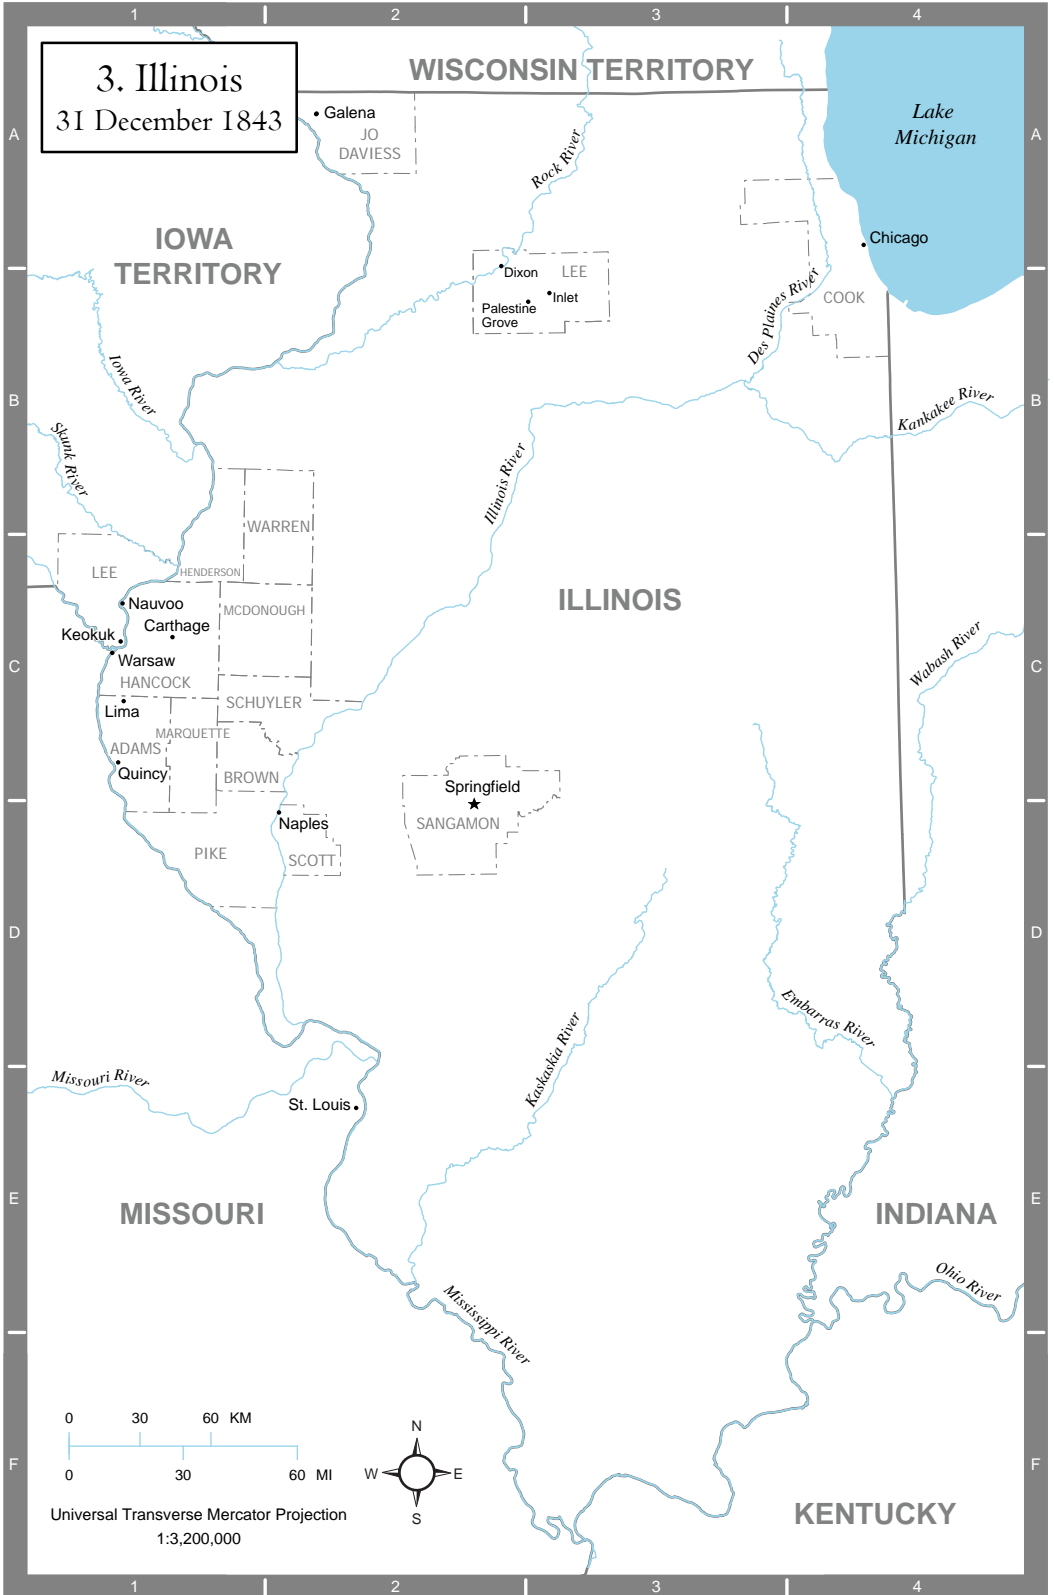 1
2
3
4
3. Illinois
31 December 1843
WISCONSIN TERRITORY
Lake
Michigan
A
A
Galena
JO
DAVIESS
Rock River
IOWA
TERRITORY
Chicago
Dixon
LEE
Inlet
Palestine
Grove
COOK
Des Plaines River
Iowa River
B
B
Kankakee River
Skunk River
Illinois River
WARREN
LEE
HENDERSON
ILLINOIS
Nauvoo
MCDONOUGH
Carthage
Keokuk
Warsaw
C
C
Wabash River
HANCOCK
SCHUYLER
Lima
MARQUETTE
ADAMS
Quincy
BROWN
Springfield
Naples
SANGAMON
PIKE
SCOTT
D
D
Embarras River
Kaskaskia River
Missouri River
St. Louis
E
E
MISSOURI
INDIANA
Ohio River
Mississippi River
0 30 60 KM
0 30 60 MI
N
W E
S
F
F
Universal Transverse Mercator Projection
1:3,200,000
KENTUCKY
1
2
3
4